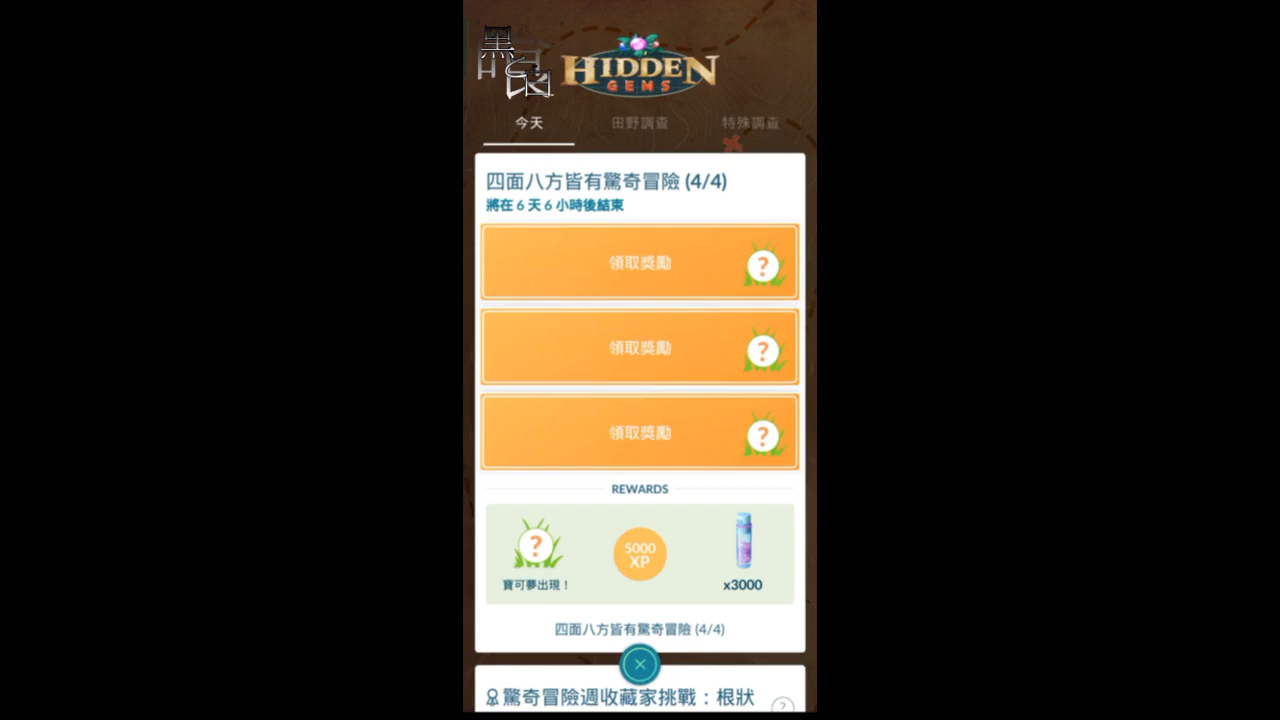 HIDDEN
GEMS
今天
田野調查
特殊調查
四面八方皆有驚奇冒險 (4/4)
將在 6 天 6 小時後結束
領取獎勵
?
領取獎勵
?
領取獎勵
?
REWARDS
?
5000
XP
寶可夢出現！
x3000
四面八方皆有驚奇冒險 (4/4)
驚奇冒險週收藏家挑戰：根狀
?